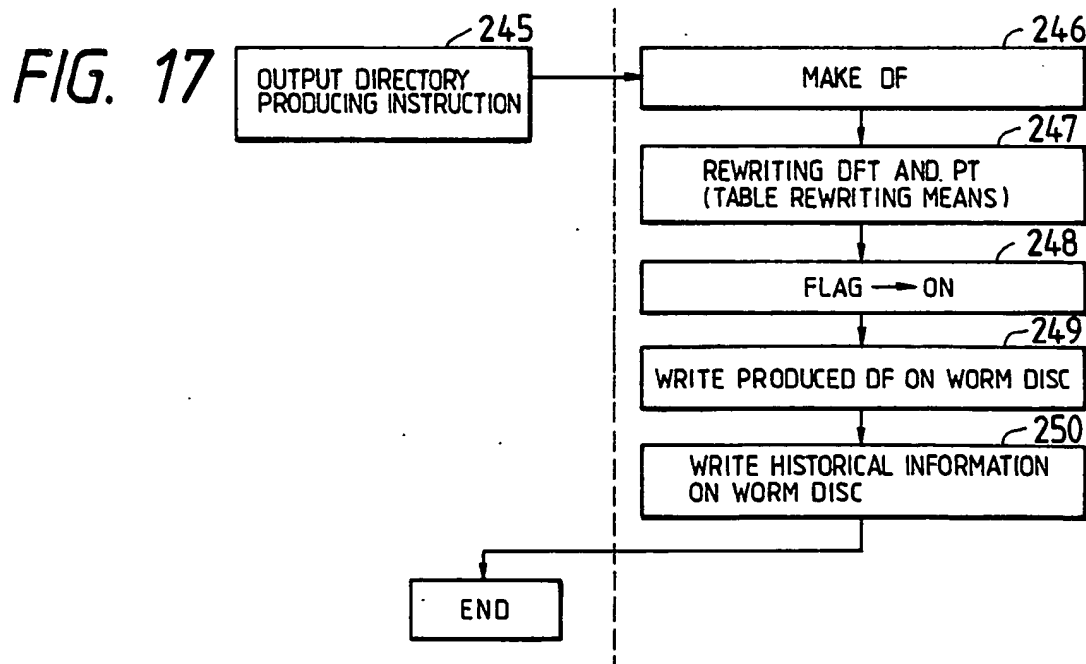 FIG. 17
245
OUTPUT DIRECTORY
PRODUCING INSTRUCTION
246
MAKE DF
247
REWRITING DFT AND. PT
(TABLE REWRITING MEANS)
248
FLAG → ON
249
WRITE PRODUCED DF ON WORM DISC
250
WRITE HISTORICAL INFORMATION
ON WORM DISC
END